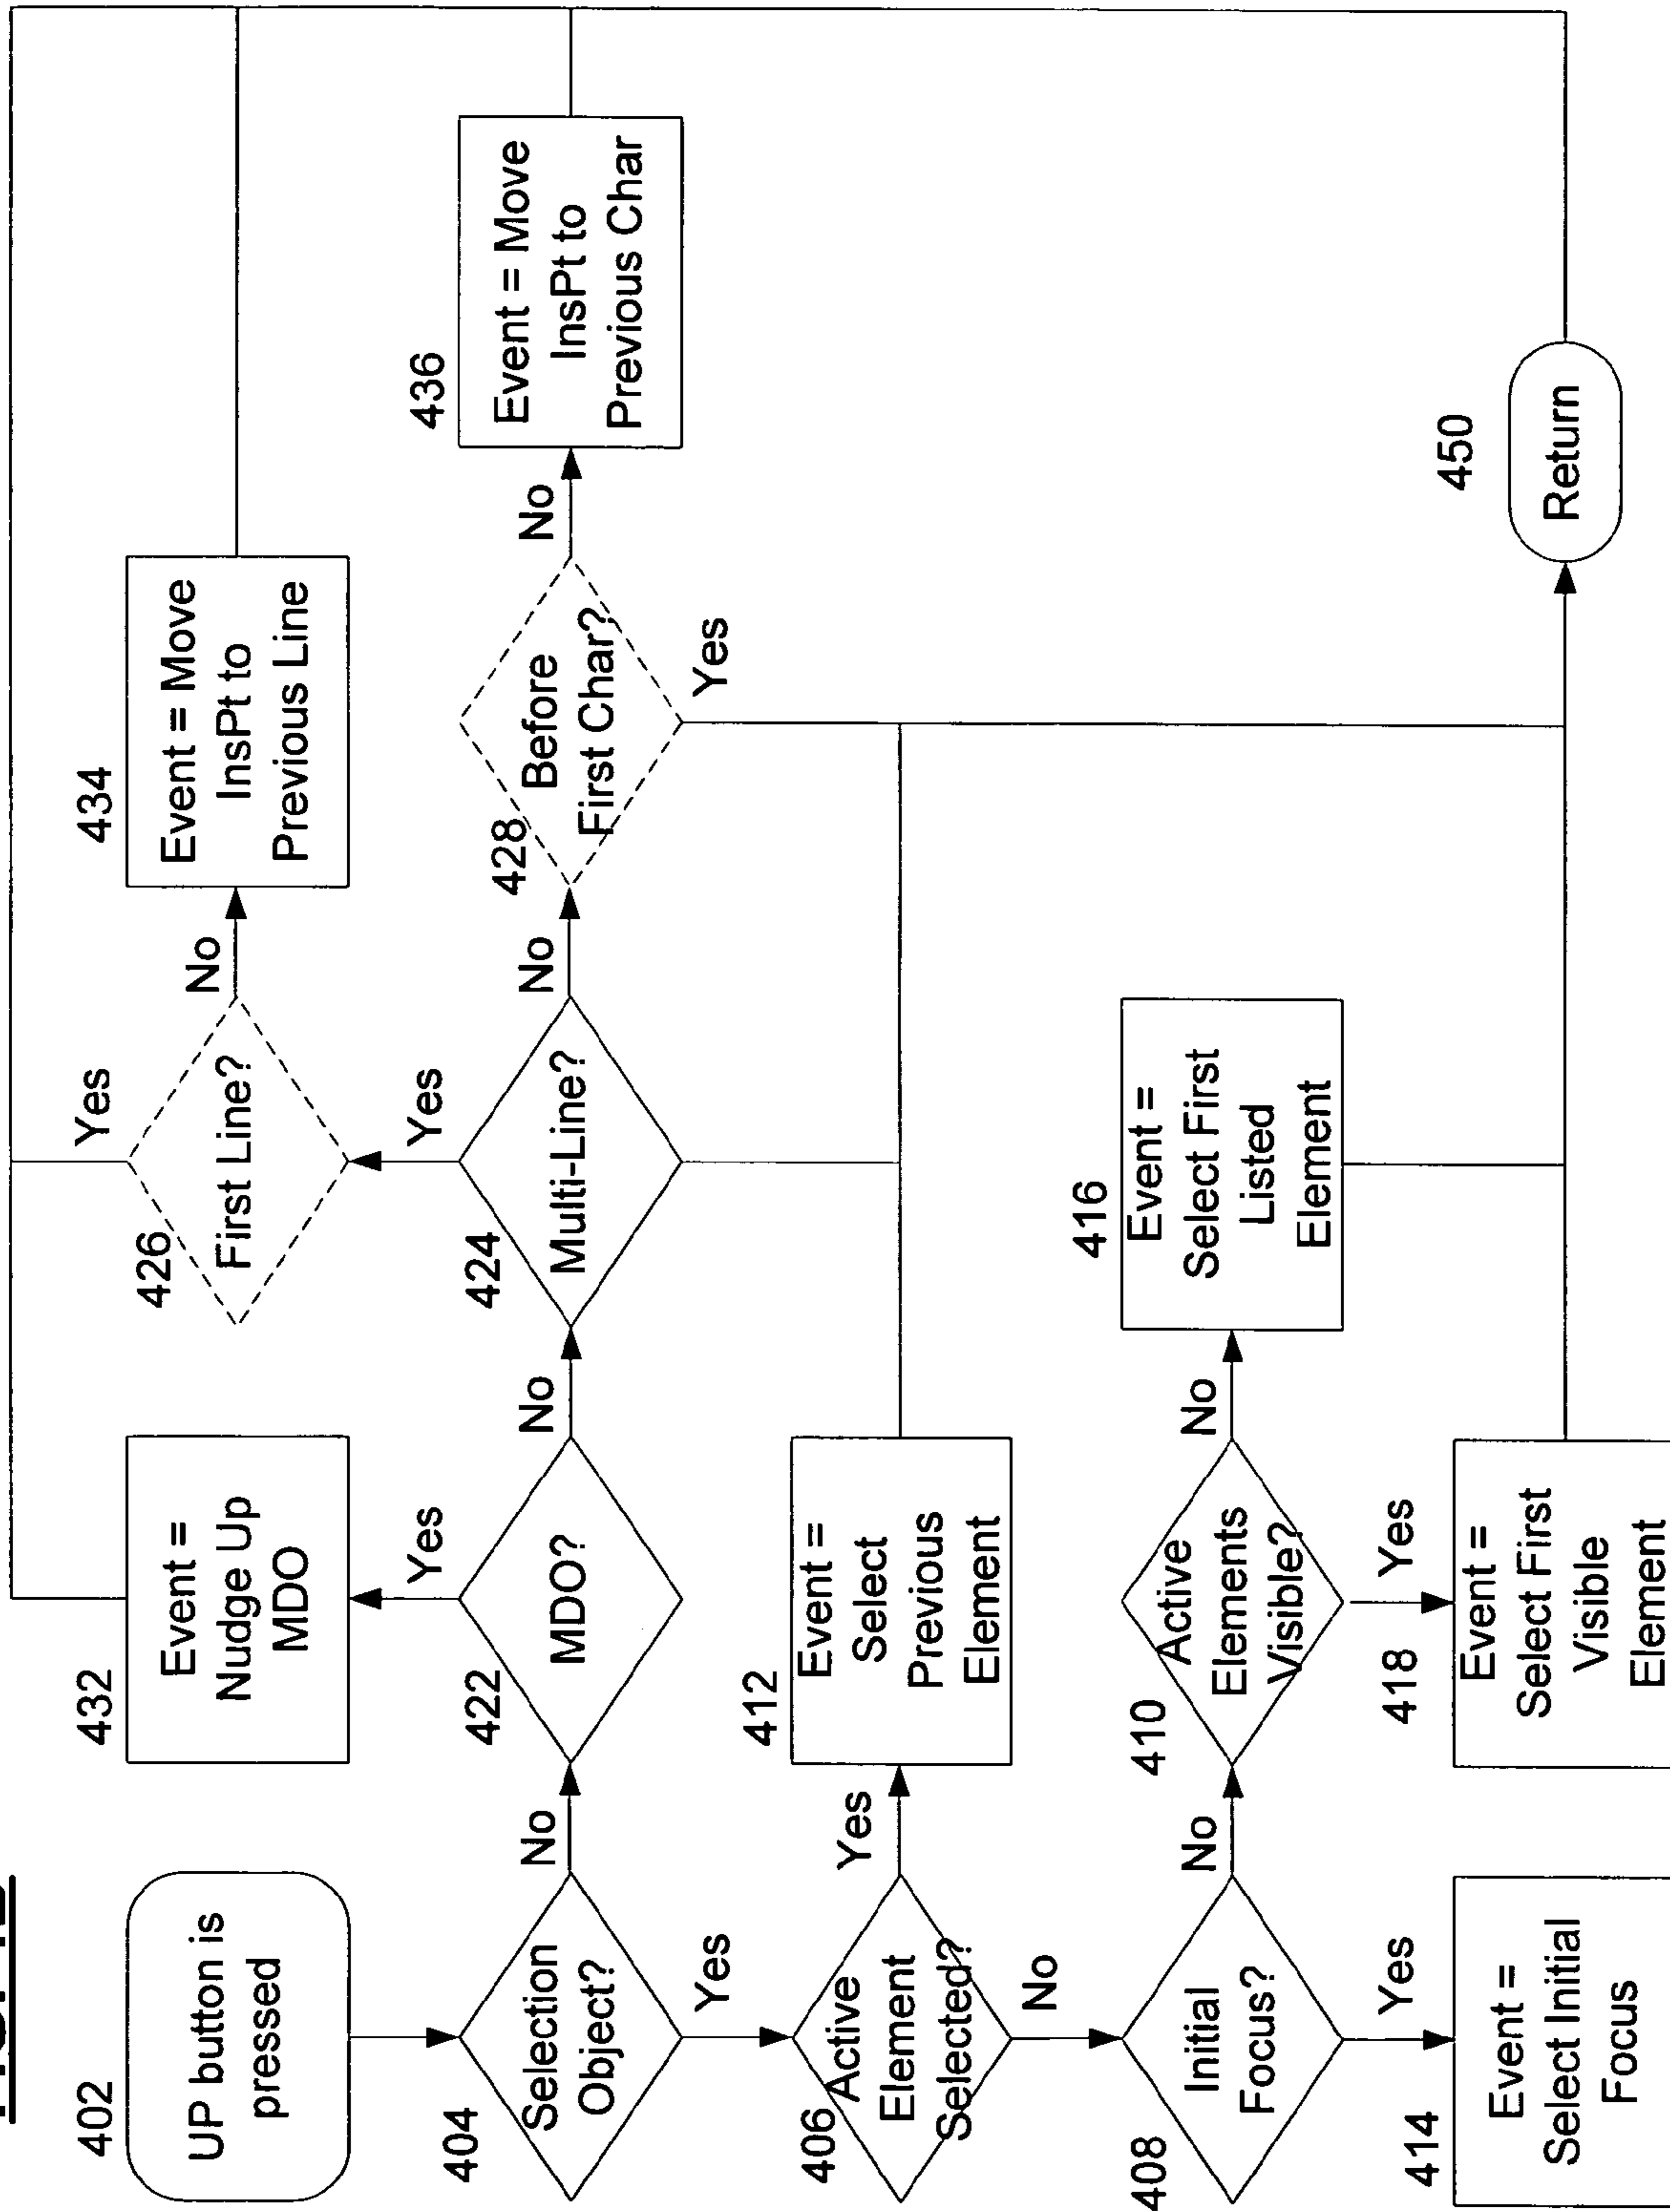 402
UP button is
pressed
432
Event =
Nudge Up
MDO
426
First Line?
Yes
No
434
Event = Move
InsPt to
Previous Line
Yes
Yes
404
Selection
Object?
No
422
MDO?
No
424
Multi-Line?
No
428
Before
First Char?
No
436
Event = Move
InsPt to
Previous Char
Yes
Yes
406
Active
Element
Selected?
Yes
412
Event =
Select
Previous
Element
No
408
Initial
Focus?
No
410
Active
Elements
Visible?
No
416
Event =
Select First
Listed
Element
Yes
Yes
414
Event =
Select Initial
Focus
418
Event =
Select First
Visible
Element
450
Return